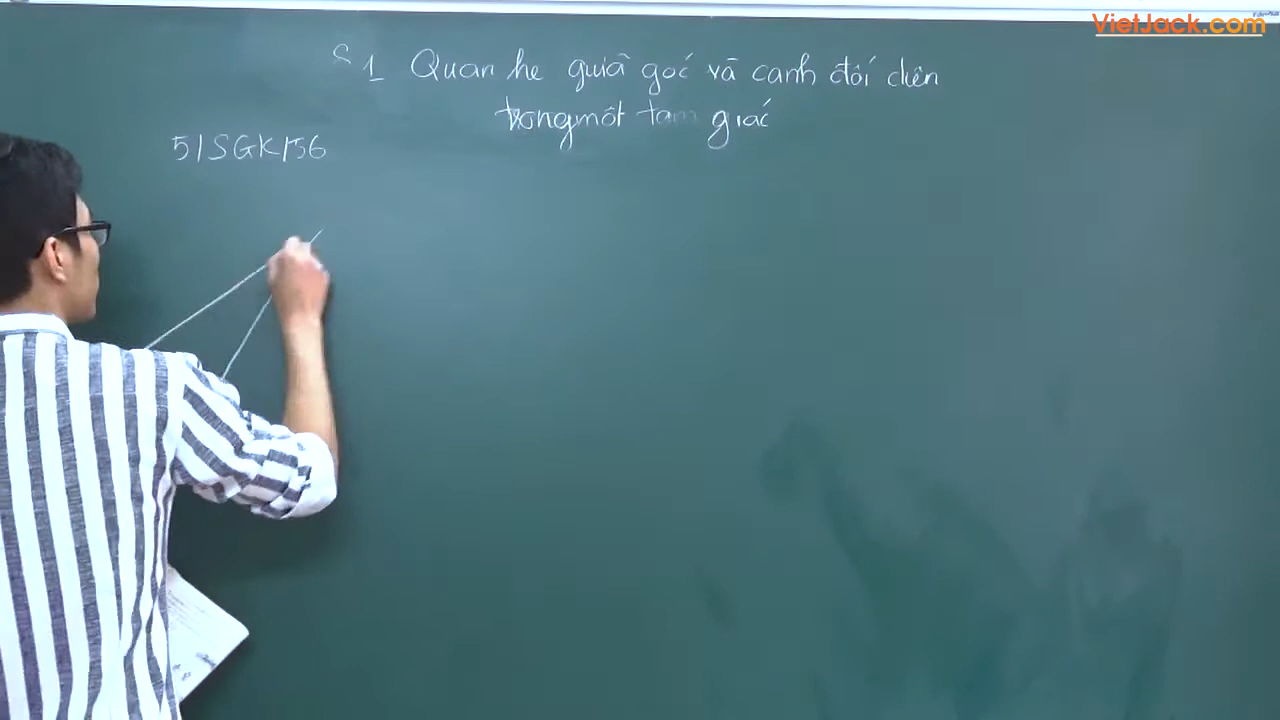 VietJack.com
§1 Quan hệ giữa góc và cạnh đối diện
trong một tam giác
5/SGK/56